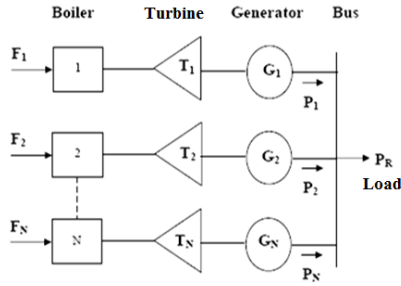 Boiler Turbine Generator Bus
F1 1 T1 G1
P1
F2 2 T2 G2 PR
P2 Load
FN N TN GN
PN